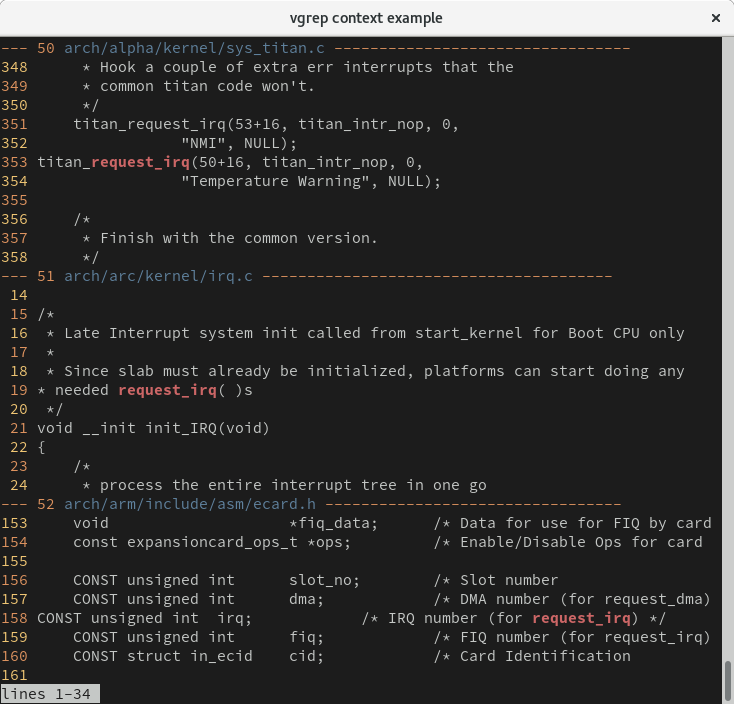 vgrep context example ×
--- 50 arch/alpha/kernel/sys_titan.c ---------------------------------
348      * Hook a couple of extra err interrupts that the
349      * common titan code won't.
350      */
351     titan_request_irq(53+16, titan_intr_nop, 0,
352                 "NMI", NULL);
353 titan_request_irq(50+16, titan_intr_nop, 0,
354                 "Temperature Warning", NULL);
355
356     /*
357      * Finish with the common version.
358      */
--- 51 arch/arc/kernel/irq.c ---------------------------------------
 14
 15 /*
 16  * Late Interrupt system init called from start_kernel for Boot CPU only
 17  *
 18  * Since slab must already be initialized, platforms can start doing any
 19 * needed request_irq( )s
 20  */
 21 void __init init_IRQ(void)
 22 {
 23     /*
 24      * process the entire interrupt tree in one go
--- 52 arch/arm/include/asm/ecard.h ---------------------------------
153     void                    *fiq_data;      /* Data for use for FIQ by card
154     const expansioncard_ops_t *ops;         /* Enable/Disable Ops for card
155
156     CONST unsigned int      slot_no;        /* Slot number
157     CONST unsigned int      dma;            /* DMA number (for request_dma)
158 CONST unsigned int  irq;            /* IRQ number (for request_irq) */
159     CONST unsigned int      fiq;            /* FIQ number (for request_irq)
160     CONST struct in_ecid    cid;            /* Card Identification
161
lines 1-34